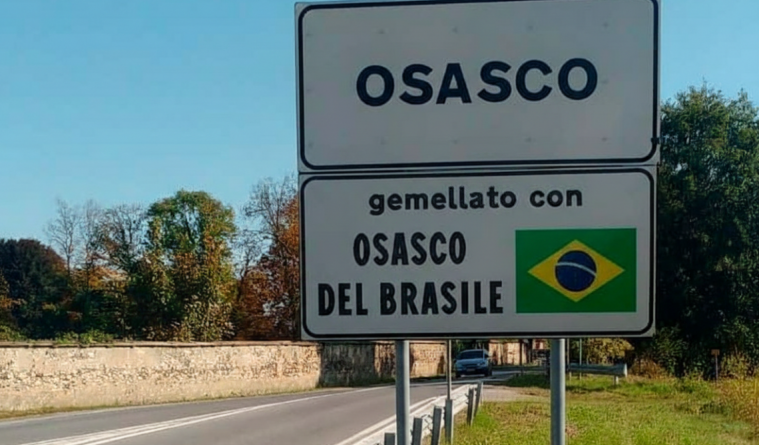 OSASCO
gemellato con
OSASCO
DEL BRASILE